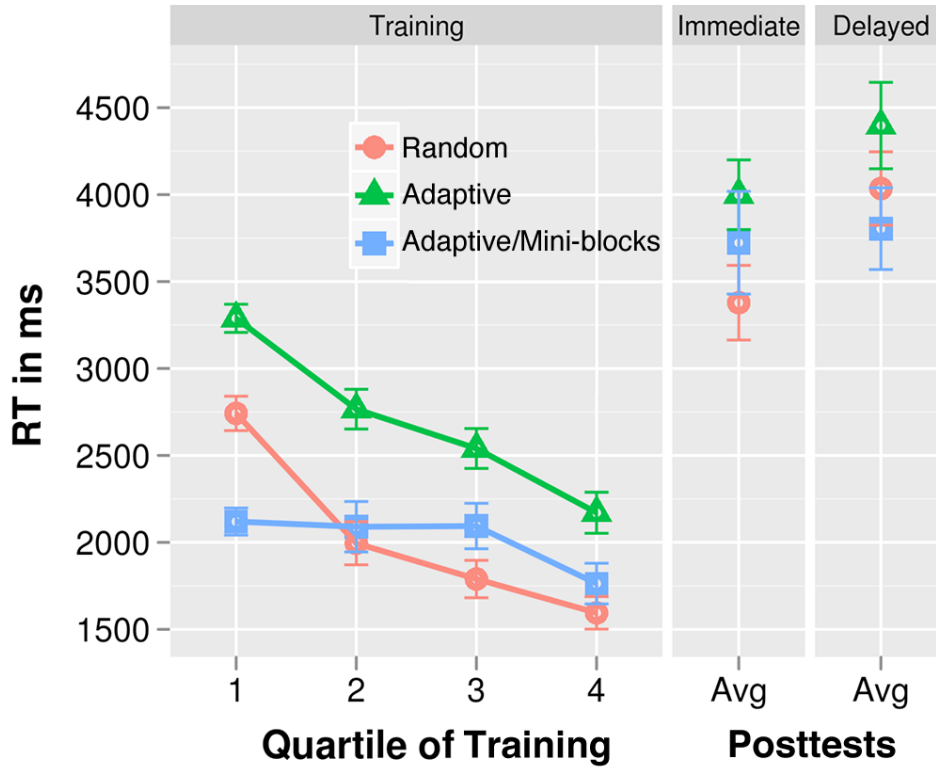 Training
Immediate
Delayed
RT in ms
4500
4000
3500
3000
2500
2000
1500
Random
Adaptive
Adaptive/Mini-blocks
1 2 3 4
Avg
Avg
Quartile of Training
Posttests